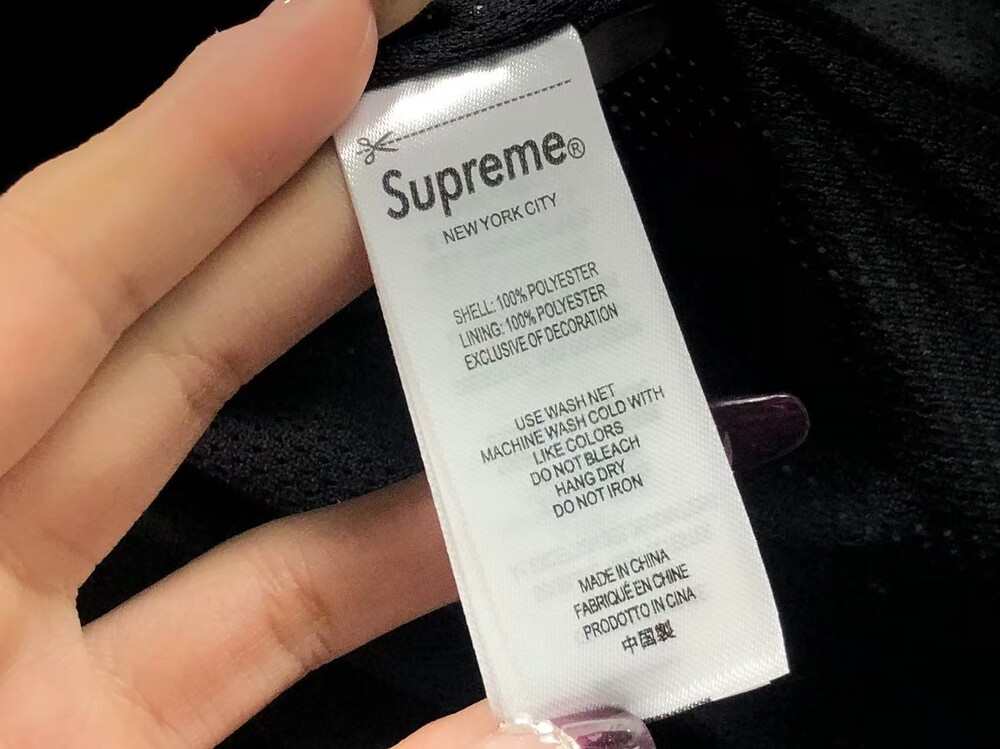 Supreme®
NEW YORK CITY
SHELL: 100% POLYESTER
LINING: 100% POLYESTER
EXCLUSIVE OF DECORATION
USE WASH NET
MACHINE WASH COLD WITH
LIKE COLORS
DO NOT BLEACH
HANG DRY
DO NOT IRON
MADE IN CHINA
FABRIQUÉ EN CHINE
PRODOTTO IN CINA
中国製